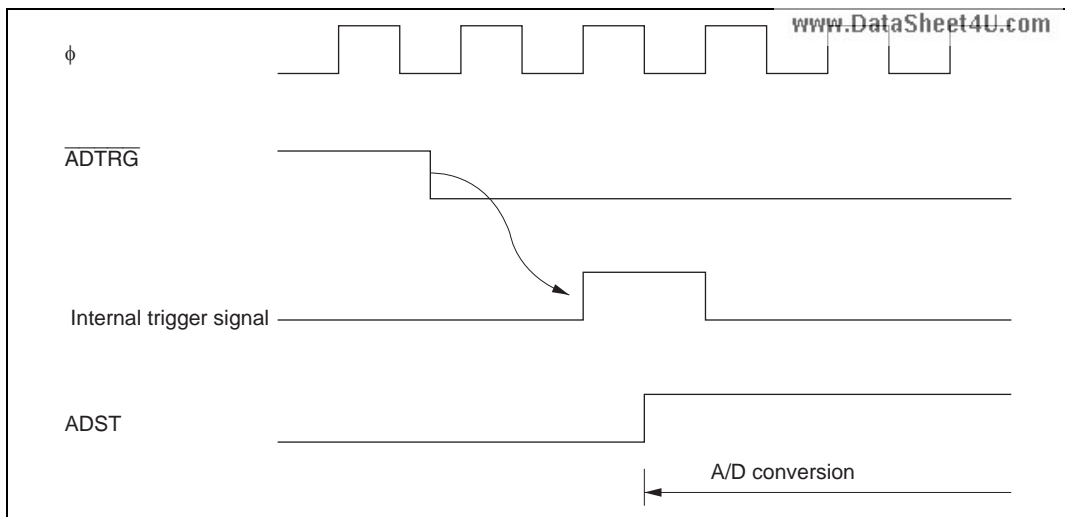 www.DataSheet4U.com
ϕ
ADTRG
Internal trigger signal
ADST
A/D conversion